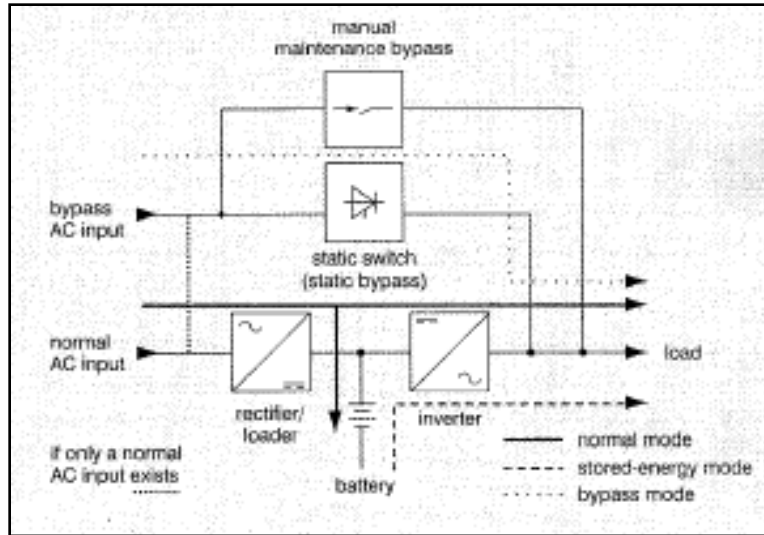 manual
maintenance bypass
bypass
AC input
static switch
(static bypass)
normal
AC input
load
rectifier/
loader
inverter
if only a normal
AC input exists
battery
normal mode
stored-energy mode
bypass mode